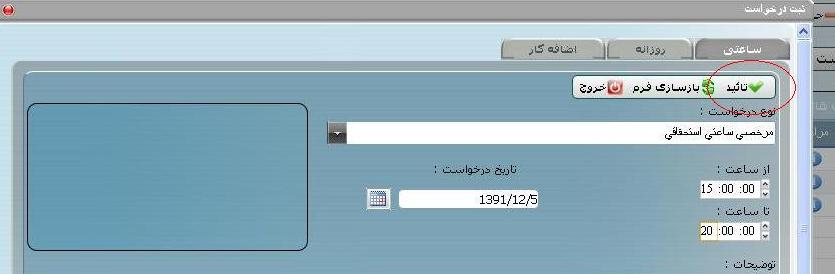 ثبت درخواست
ساعتی روزانه اضافه کار
تائید بازسازی فرم خروج
نوع درخواست :
مرخصی ساعتی استحقاقی
از ساعت : تاریخ درخواست :
15 :00 :00 1391/12/5
تا ساعت :
20 :00 :00
توضیحات :